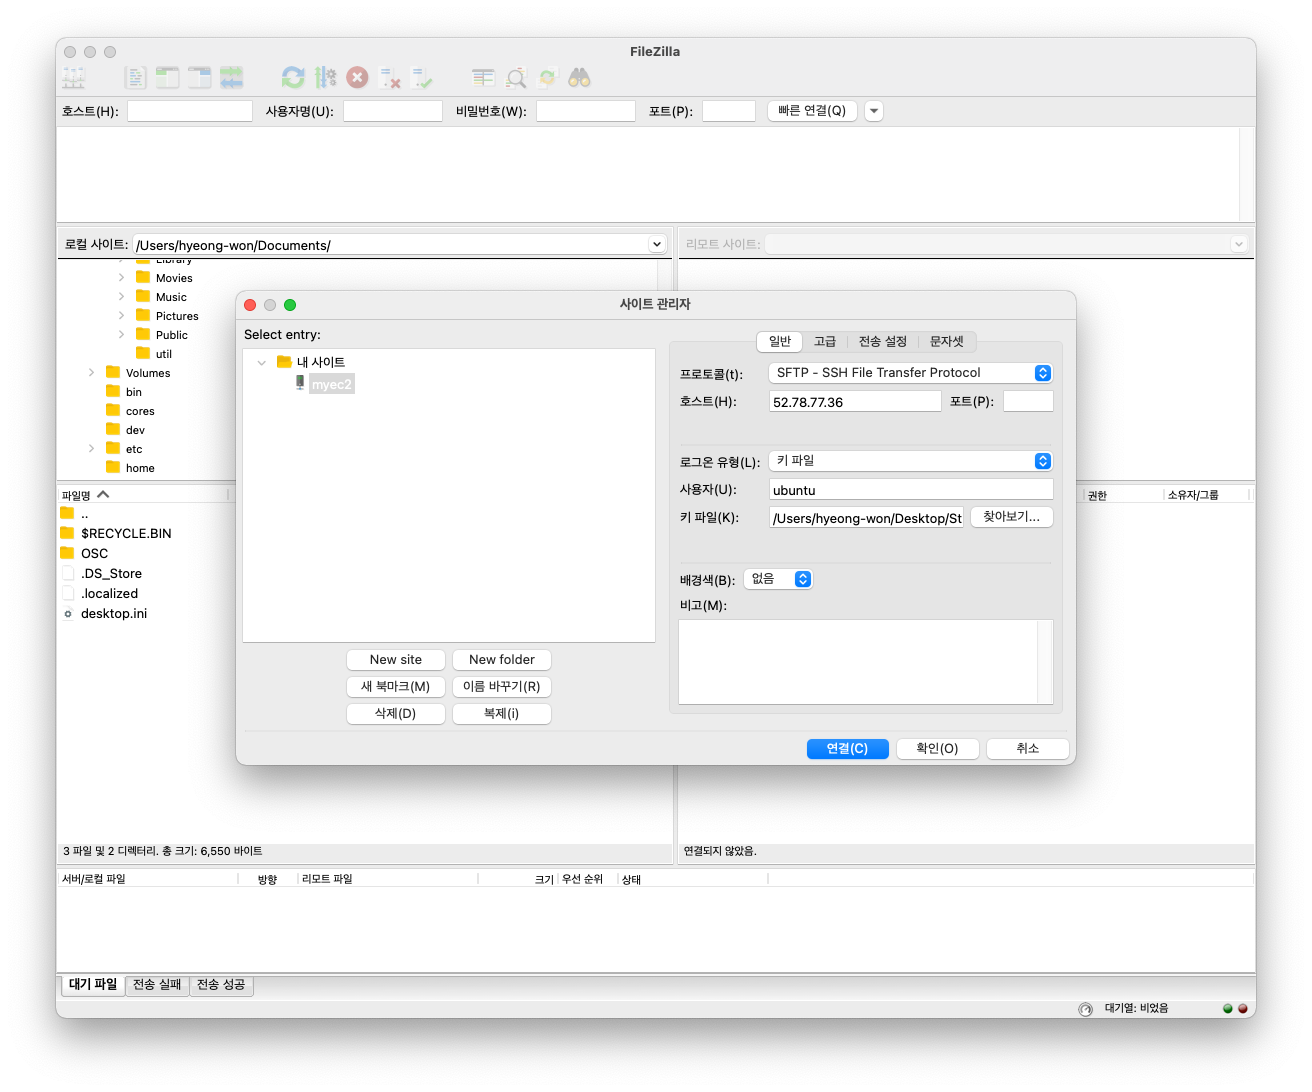 FileZilla
호스트(H): 사용자명(U): 비밀번호(W): 포트(P): 빠른 연결(Q)
로컬 사이트: /Users/hyeong-won/Documents/
리모트 사이트:
Library
Movies
Music
Pictures
Public
util
Volumes
bin
cores
dev
etc
home
파일명
..
$RECYCLE.BIN
OSC
.DS_Store
.localized
desktop.ini
3 파일 및 2 디렉터리. 총 크기: 6,550 바이트
사이트 관리자
Select entry:
내 사이트
myec2
New site New folder
새 북마크(M) 이름 바꾸기(R)
삭제(D) 복제(i)
일반 고급 전송 설정 문자셋
프로토콜(t): SFTP - SSH File Transfer Protocol
호스트(H): 52.78.77.36 포트(P):
로그온 유형(L): 키 파일
사용자(U): ubuntu
키 파일(K): /Users/hyeong-won/Desktop/St 찾아보기...
배경색(B): 없음
비고(M):
연결(C) 확인(O) 취소
권한 소유자/그룹
연결되지 않았음.
서버/로컬 파일 방향 리모트 파일 크기 우선 순위 상태
대기 파일 전송 실패 전송 성공
대기열: 비었음